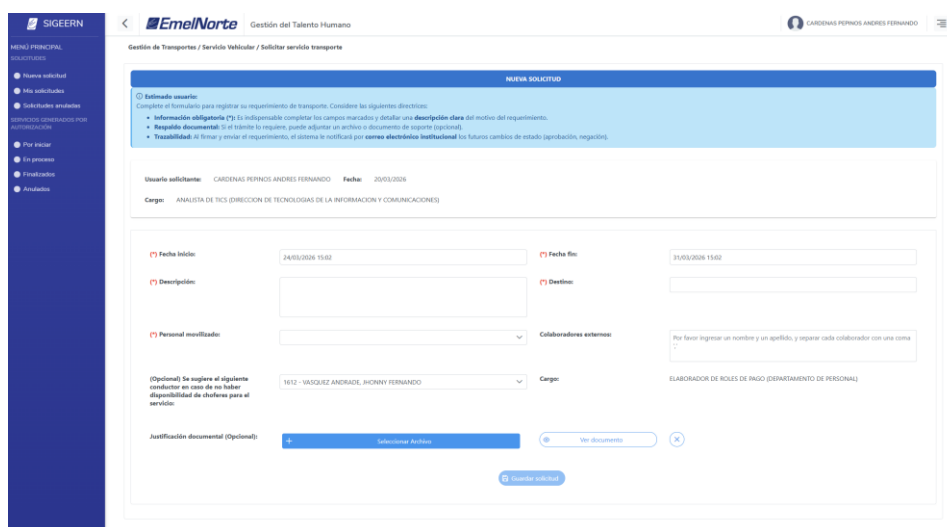 SIGEERN
EmelNorte
Gestión del Talento Humano
CARDENAS PEPINOS ANDRES FERNANDO
MENÚ PRINCIPAL
SOLICITUDES
Nueva solicitud
Mis solicitudes
Solicitudes anuladas
SERVICIOS GENERADOS POR
AUTORIZACIÓN
Por iniciar
En proceso
Finalizados
Anulados
Gestión de Transportes / Servicio Vehicular / Solicitar servicio transporte
NUEVA SOLICITUD
Estimado usuario:
Complete el formulario para registrar su requerimiento de transporte. Considere las siguientes directrices:
Información obligatoria (*): Es indispensable completar los campos marcados y detallar una descripción clara del motivo del requerimiento.
Respaldo documental: Si el trámite lo requiere, puede adjuntar un archivo o documento de soporte (opcional).
Trazabilidad: Al firmar y enviar el requerimiento, el sistema le notificará por correo electrónico institucional los futuros cambios de estado (aprobación, negación).
Usuario solicitante: CARDENAS PEPINOS ANDRES FERNANDO Fecha: 20/03/2026
Cargo: ANALISTA DE TICS (DIRECCION DE TECNOLOGIAS DE LA INFORMACION Y COMUNICACIONES)
(*) Fecha inicio: 24/03/2026 15:02 (*) Fecha fin: 31/03/2026 15:02
(*) Descripción: (*) Destino:
(*) Personal movilizado: Colaboradores externos: Por favor ingresar un nombre y un apellido, y separar cada colaborador con una coma
','
(Opcional) Se sugiere el siguiente
conductor en caso de no haber
disponibilidad de choferes para el
servicio:
1612 - VASQUEZ ANDRADE, JHONNY FERNANDO
Cargo: ELABORADOR DE ROLES DE PAGO (DEPARTAMENTO DE PERSONAL)
Justificación documental (Opcional): Seleccionar Archivo Ver documento
Guardar solicitud